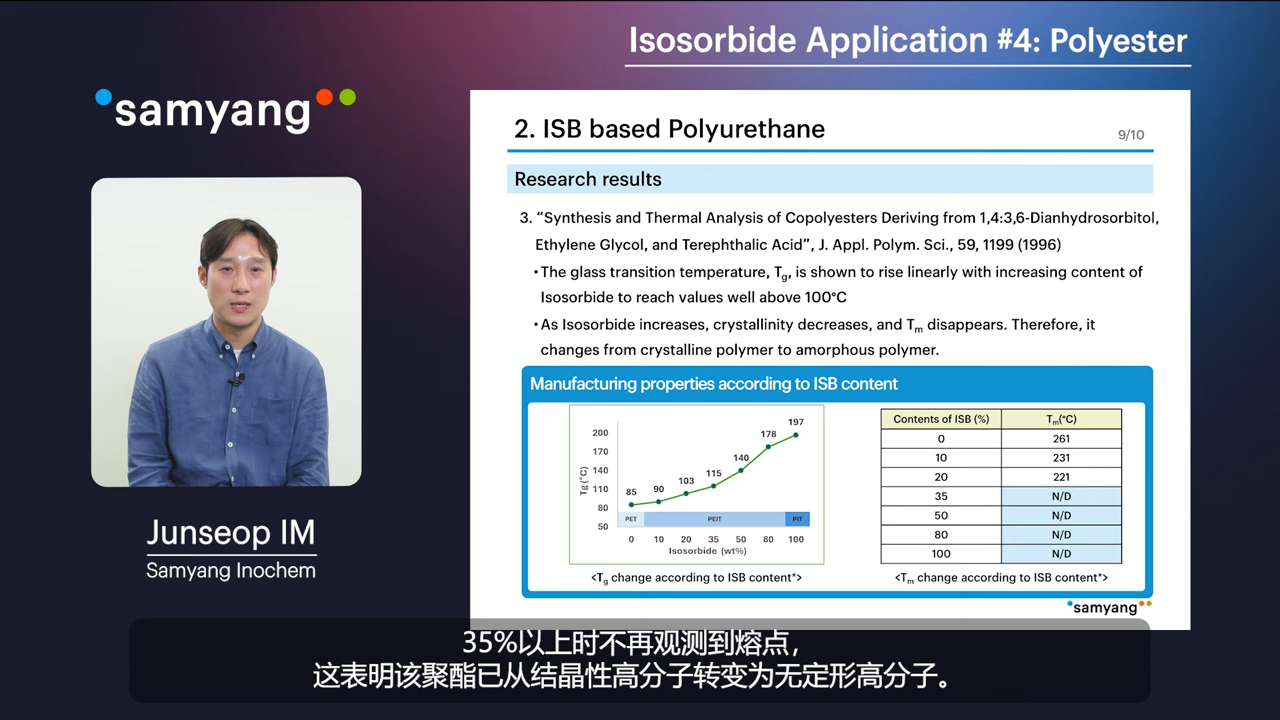 Isosorbide Application #4: Polyester
samyang
2. ISB based Polyurethane
9/10
Research results
3. “Synthesis and Thermal Analysis of Copolyesters Deriving from 1,4:3,6-Dianhydrosorbitol,
Ethylene Glycol, and Terephthalic Acid”, J. Appl. Polym. Sci., 59, 1199 (1996)
• The glass transition temperature, Tg, is shown to rise linearly with increasing content of
Isosorbide to reach values well above 100°C
• As Isosorbide increases, crystallinity decreases, and Tm disappears. Therefore, it
changes from crystalline polymer to amorphous polymer.
Manufacturing properties according to ISB content
Tg (°C)
200
170
140
110
80
50
85 90 103 115 140 178 197
PET PEIT PIT
0 10 20 35 50 80 100
Isosorbide (wt%)
<Tg change according to ISB content*>
Contents of ISB (%) Tm(°C)
0 261
10 231
20 221
35 N/D
50 N/D
80 N/D
100 N/D
<Tm change according to ISB content*>
samyang
Junseop IM
Samyang Inochem
35%以上时不再观测到熔点,
这表明该聚酯已从结晶性高分子转变为无定形高分子。